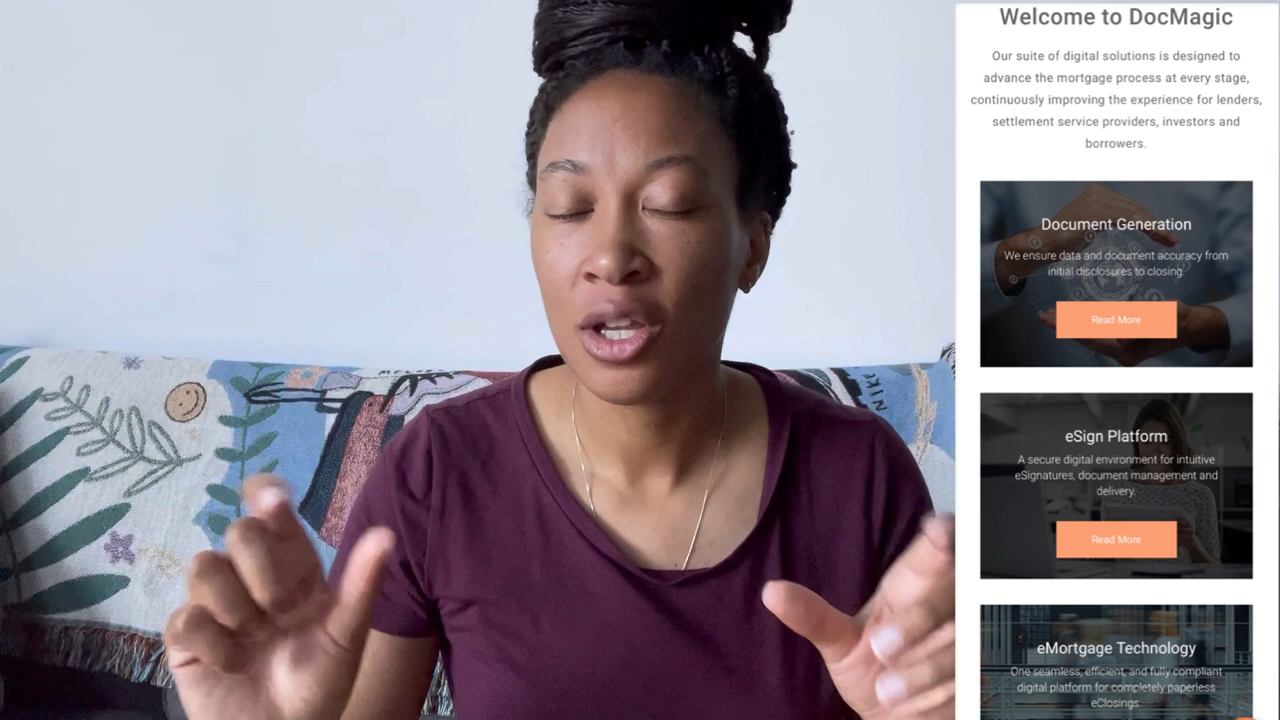 Welcome to DocMagic
Our suite of digital solutions is designed to
advance the mortgage process at every stage,
continuously improving the experience for lenders,
settlement service providers, investors and
borrowers.
Document Generation
We ensure data and document accuracy from
initial disclosures to closing.
Read More
eSign Platform
A secure digital environment for intuitive
eSignatures, document management and
delivery.
Read More
eMortgage Technology
One seamless, efficient, and fully compliant
digital platform for completely paperless
eClosings.